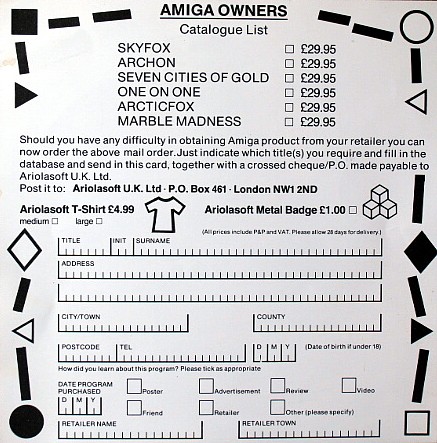 AMIGA OWNERS
Catalogue List
SKYFOX £29.95
ARCHON £29.95
SEVEN CITIES OF GOLD £29.95
ONE ON ONE £29.95
ARCTICFOX £29.95
MARBLE MADNESS £29.95
Should you have any difficulty in obtaining Amiga product from your retailer you can
now order the above mail order.Just indicate which title(s) you require and fill in the
database and send in this card, together with a crossed cheque/P.O. made payable to
Ariolasoft U.K. Ltd.
Post it to: Ariolasoft U.K. Ltd · P.O. Box 461 · London NW1 2ND
Ariolasoft T-Shirt £4.99 Ariolasoft Metal Badge £1.00
medium large
(All prices include P&P and VAT. Please allow 28 days for delivery.)
TITLE INIT SURNAME
ADDRESS
CITY/TOWN COUNTY
POSTCODE TEL D M Y (Date of birth if under 18)
How did you learn about this program? Please tick as appropriate
DATE PROGRAM
PURCHASED Poster Advertisement Review Video
D M Y Friend Retailer Other (please specify)
RETAILER NAME RETAILER TOWN